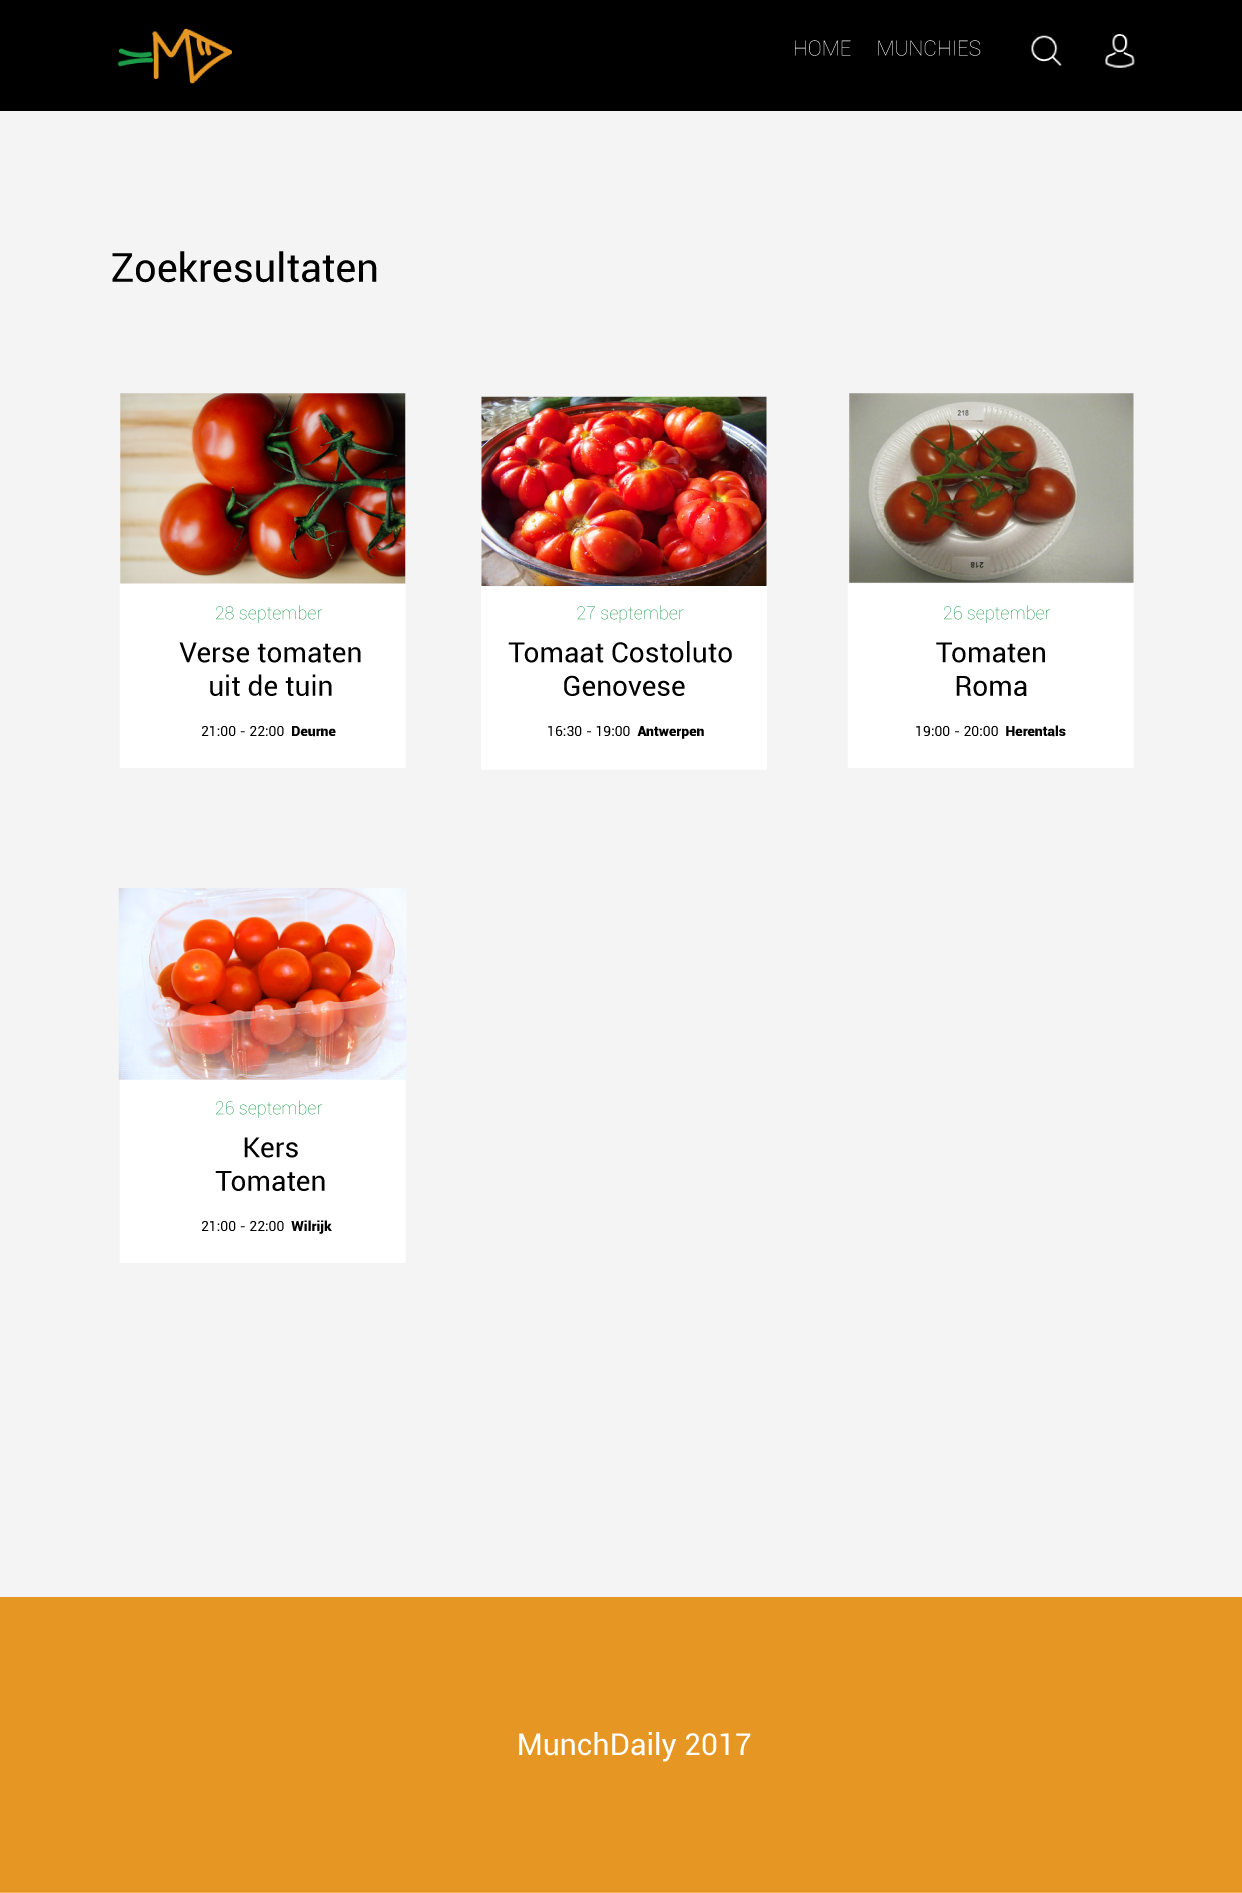 HOME MUNCHIES
Zoekresultaten
218
218
28 september
Verse tomaten
uit de tuin
21:00 - 22:00 Deurne
27 september
Tomaat Costoluto
Genovese
16:30 - 19:00 Antwerpen
26 september
Tomaten
Roma
19:00 - 20:00 Herentals
26 september
Kers
Tomaten
21:00 - 22:00 Wilrijk
MunchDaily 2017